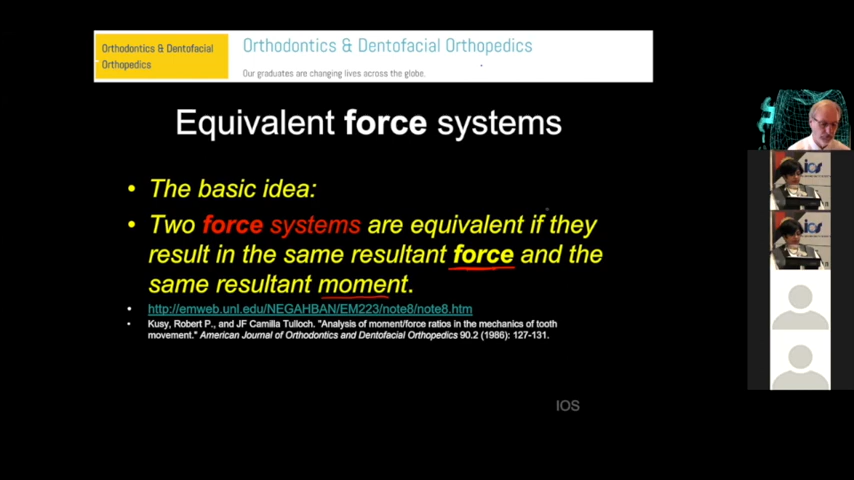 Orthodontics & Dentofacial
Orthopedics
Orthodontics & Dentofacial Orthopedics
Our graduates are changing lives across the globe.
Equivalent force systems
• The basic idea:
• Two force systems are equivalent if they
result in the same resultant force and the
same resultant moment.
• http://emweb.unl.edu/NEGAHBAN/EM223/note8/note8.htm
• Kusy, Robert P., and JF Camilla Tulloch. "Analysis of moment/force ratios in the mechanics of tooth
movement." American Journal of Orthodontics and Dentofacial Orthopedics 90.2 (1986): 127-131.
IOS
ios
ios